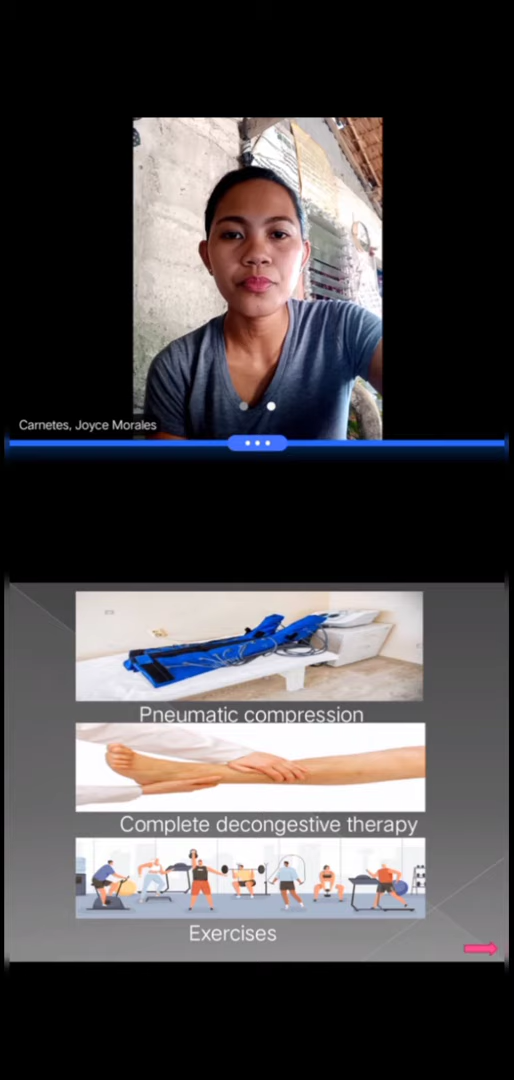 Carnetes, Joyce Morales
Pneumatic compression
Complete decongestive therapy
Exercises